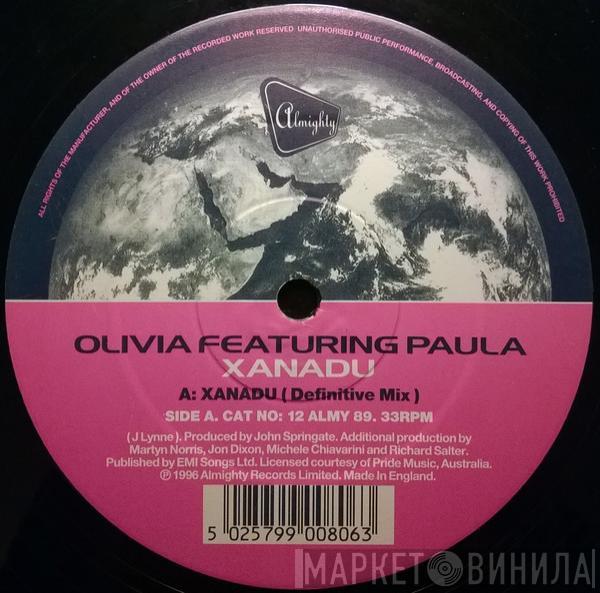 ALL RIGHTS OF THE MANUFACTURER, AND OF THE OWNER OF THE RECORDED WORK RESERVED UNAUTHORISED PUBLIC PERFORMANCE, BROADCASTING, AND COPYING OF THIS WORK PROHIBITED
almighty
OLIVIA FEATURING PAULA
XANADU
A: XANADU ( Definitive Mix )
SIDE A. CAT NO: 12 ALMY 89. 33RPM
( J Lynne ). Produced by John Springate. Additional production by
Martyn Norris, Jon Dixon, Michele Chiavarini and Richard Salter.
Published by EMI Songs Ltd. Licensed courtesy of Pride Music, Australia.
℗ 1996 Almighty Records Limited. Made In England.
5 025799 008063
МАРКЕТ ВИНИЛА